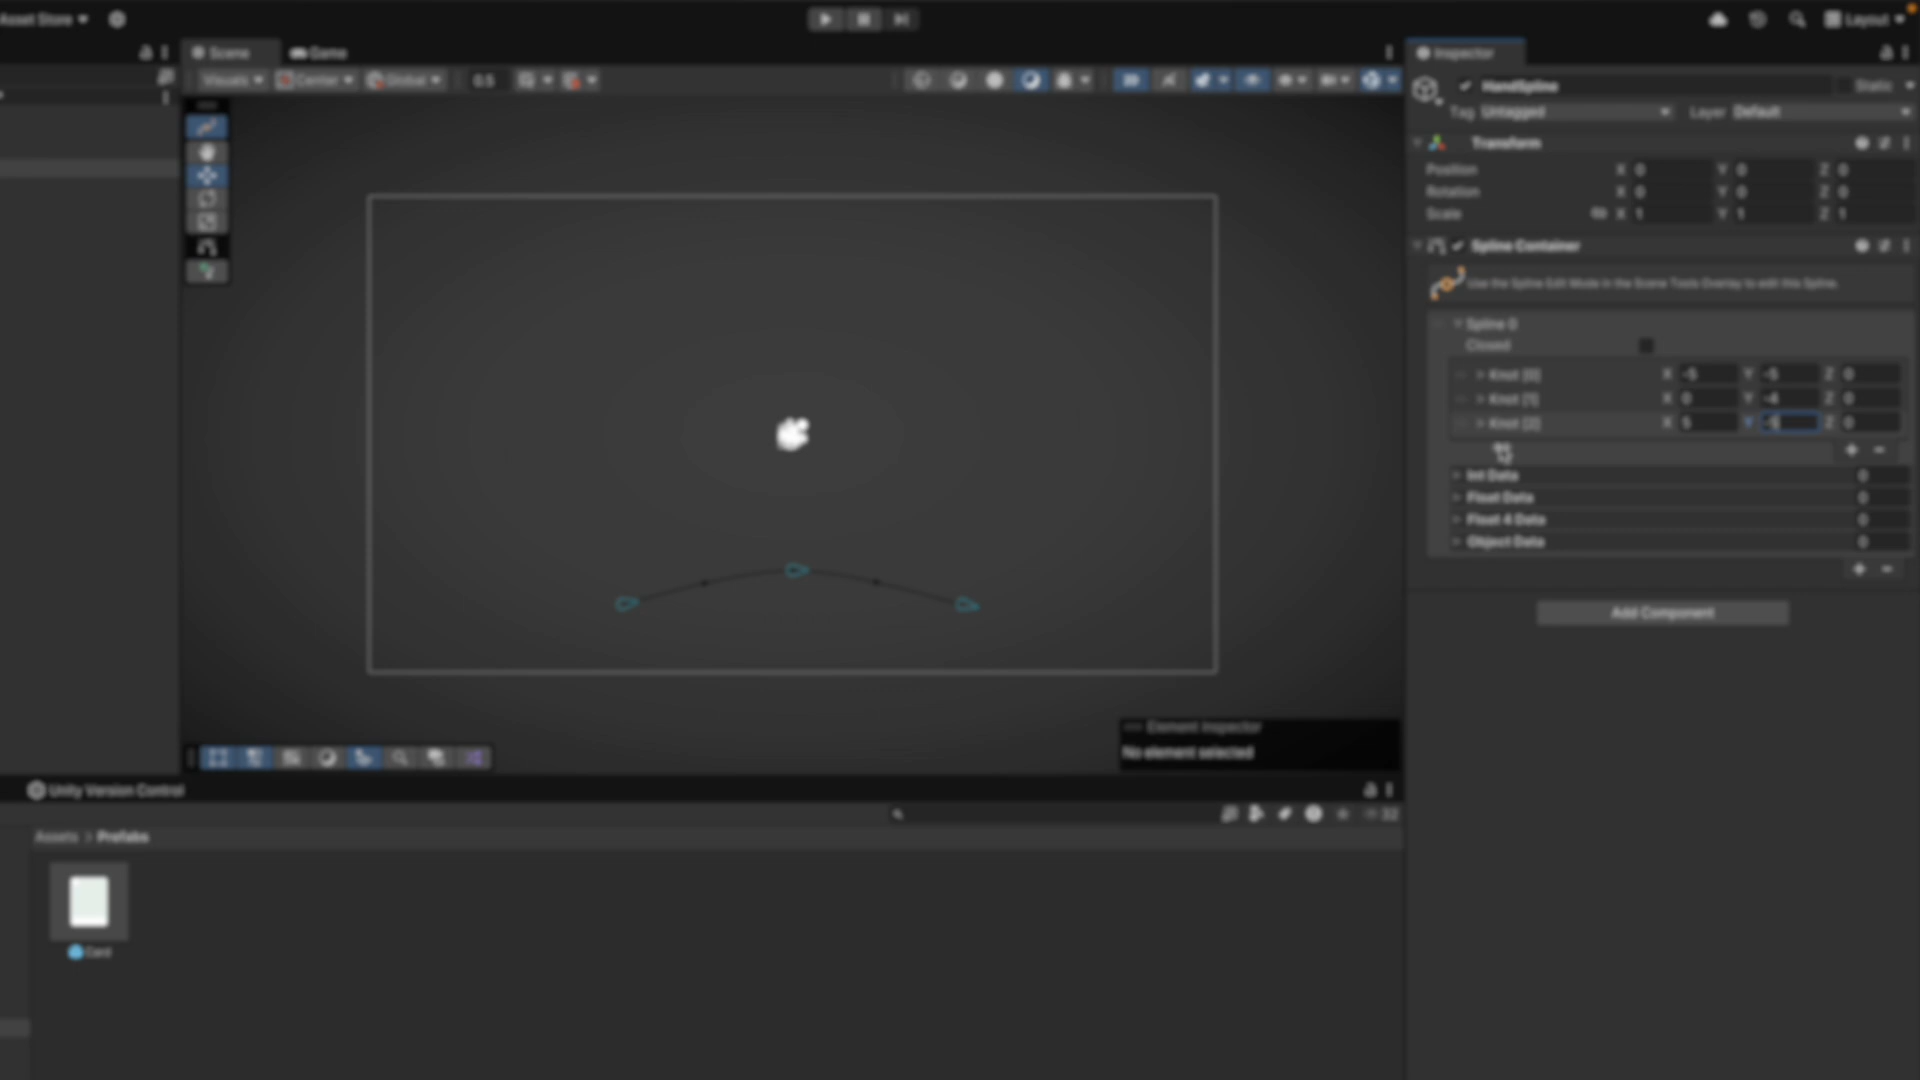 Asset Store
Layout
Scene Game
Inspector
Visuals Center Global 0.5
HandSpline Static
Tag Untagged Layer Default
Transform
Position X 0 Y 0 Z 0
Rotation X 0 Y 0 Z 0
Scale X 1 Y 1 Z 1
Spline Container
Use the Spline Edit Mode in the Scene Tools Overlay to edit this Spline.
Spline 0
Closed
Knot [0] X -5 Y -5 Z 0
Knot [1] X 0 Y -4 Z 0
Knot [2] X 5 Y -5 Z 0
Int Data 0
Float Data 0
Float 4 Data 0
Object Data 0
Add Component
Element Inspector
No element selected
Unity Version Control
32
Assets > Prefabs
Card